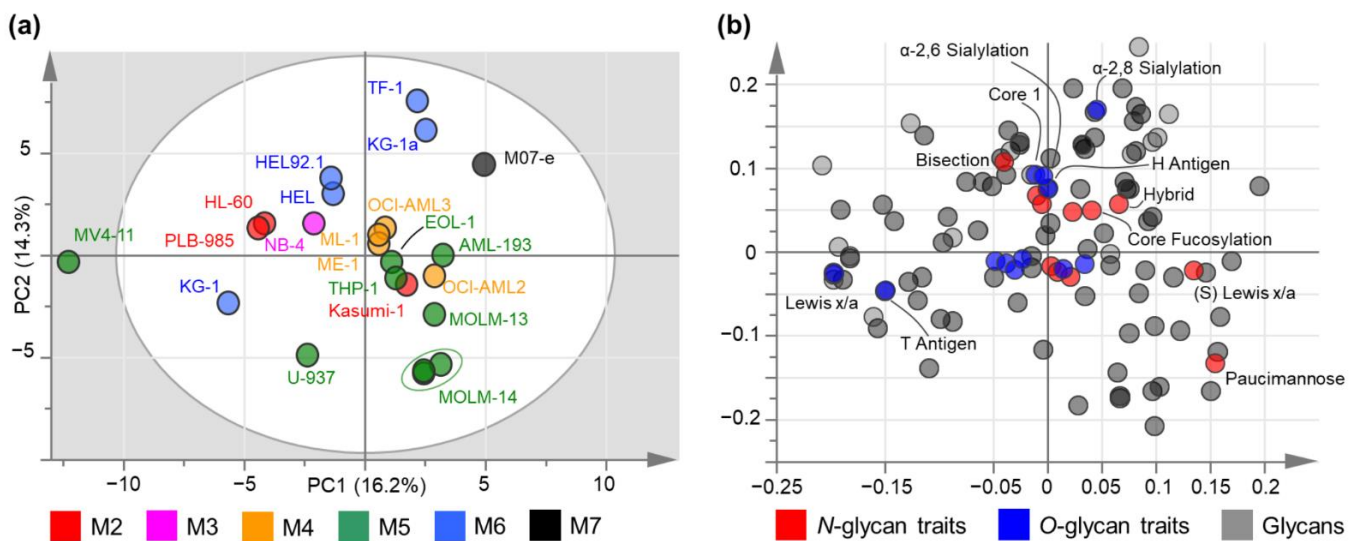 (a)
TF-1
KG-1a
M07-e
5
HEL92.1
HEL
HL-60
OCI-AML3
EOL-1
PLB-985
NB-4
ML-1
AML-193
MV4-11
ME-1
KG-1
THP-1
OCI-AML2
Kasumi-1
MOLM-13
−5
U-937
MOLM-14
PC2 (14.3%)
−10
−5
5
10
PC1 (16.2%)
M2
M3
M4
M5
M6
M7
(b)
α-2,6 Sialylation
α-2,8 Sialylation
0.2
Core 1
Bisection
H Antigen
0.1
Hybrid
Core Fucosylation
0
Lewis x/a
(S) Lewis x/a
T Antigen
−0.1
Paucimannose
−0.2
−0.25
−0.15
−0.05
0
0.05
0.1
0.15
0.2
N-glycan traits
O-glycan traits
Glycans